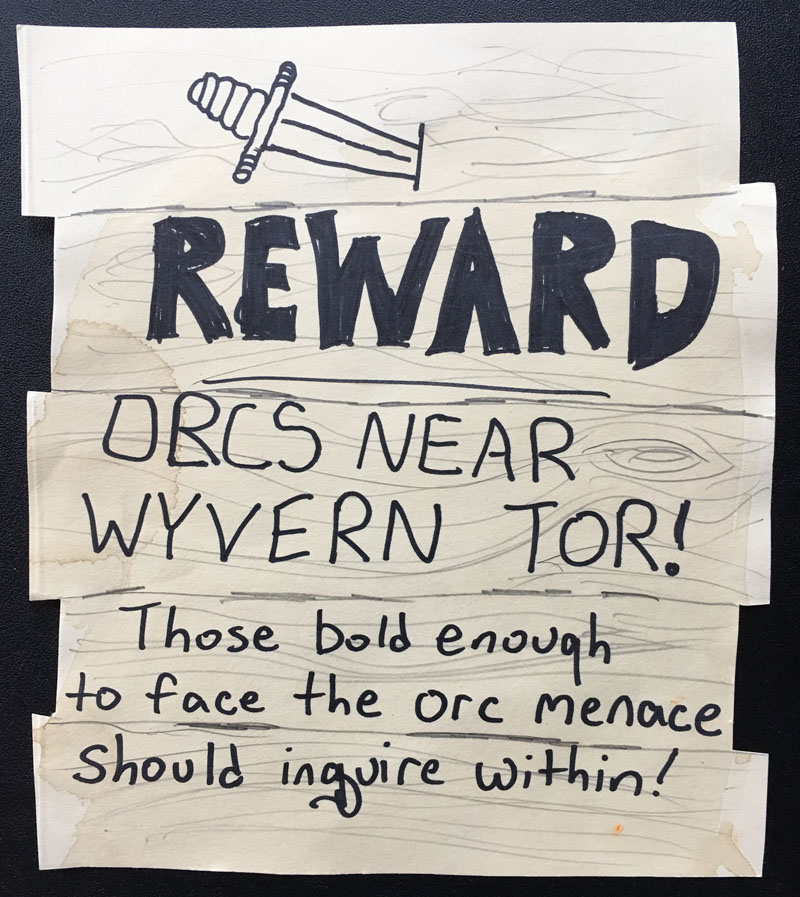 REWARD
ORCS NEAR
WYVERN TOR!
Those bold enough
to face the orc menace
Should inquire within!